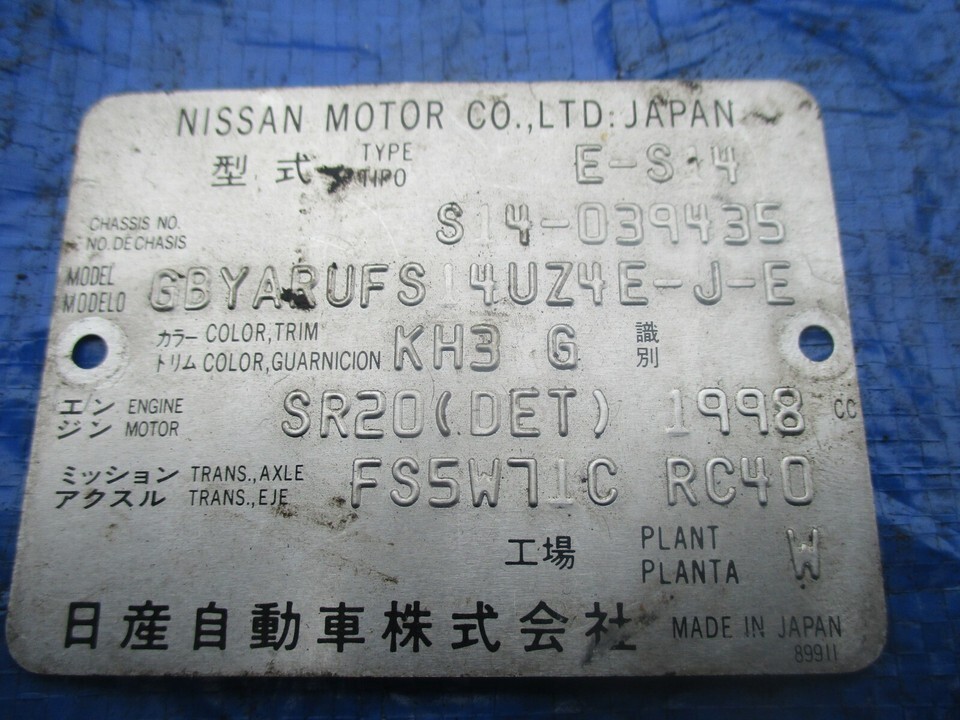 NISSAN MOTOR CO.,LTD: JAPAN
型式 TYPE TIPO E-S14
CHASSIS NO. NO. DE CHASIS S14-039435
MODEL MODELO GBYARUFS14UZ4E-J-E
カラー COLOR, TRIM
トリム COLOR, GUARNICION KH3 G 識別
エンジン ENGINE MOTOR SR20(DET) 1998 CC
ミッション TRANS., AXLE
アクスル TRANS., EJE FS5W71C RC40
工場 PLANT PLANTA W
日産自動車株式会社 MADE IN JAPAN
89911